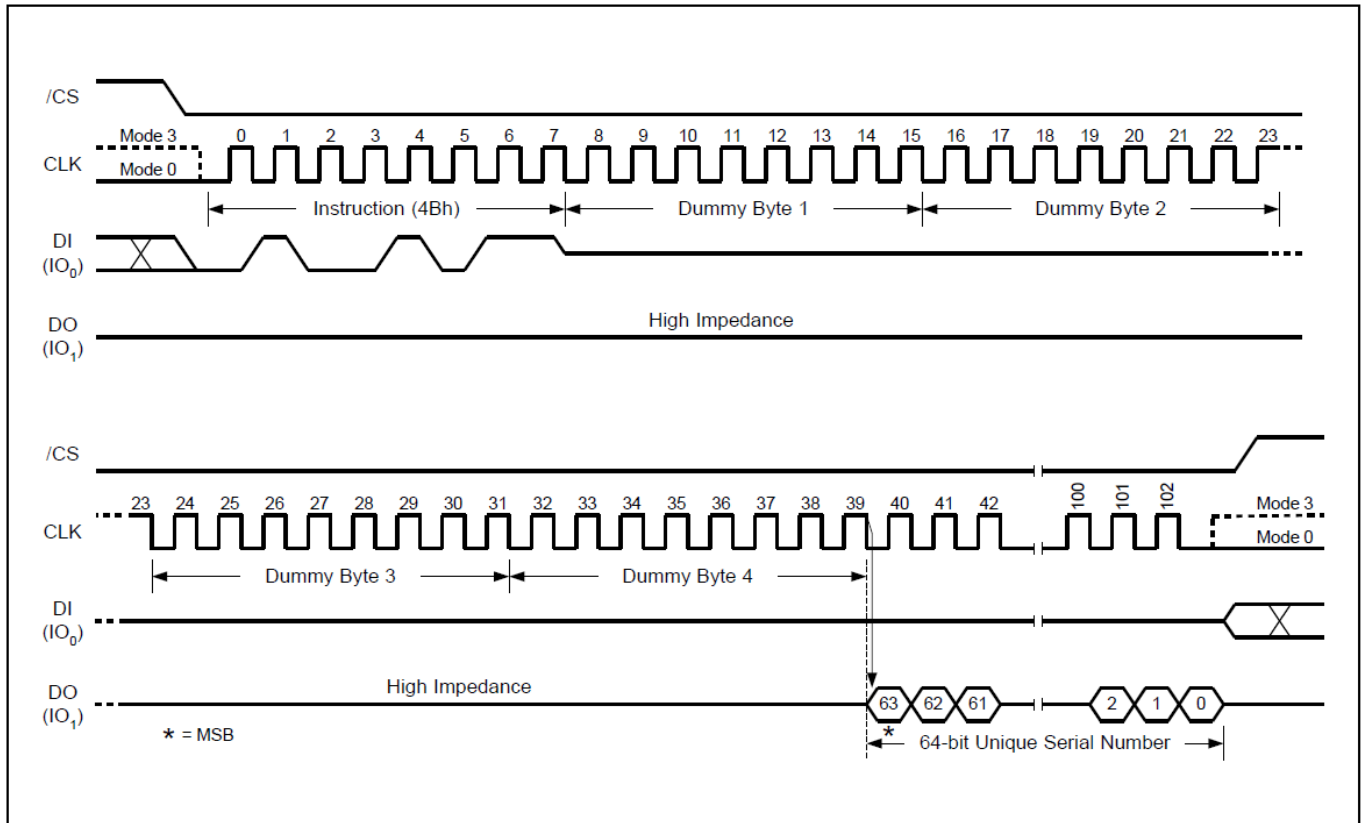 /CS
Mode 3 0 1 2 3 4 5 6 7 8 9 10 11 12 13 14 15 16 17 18 19 20 21 22 23
CLK Mode 0
Instruction (4Bh) Dummy Byte 1 Dummy Byte 2
DI
(IO0)
High Impedance
DO
(IO1)
/CS
23 24 25 26 27 28 29 30 31 32 33 34 35 36 37 38 39 40 41 42 100 101 102 Mode 3
CLK Mode 0
Dummy Byte 3 Dummy Byte 4
DI
(IO0)
High Impedance
DO
(IO1)
63 62 61 2 1 0
* = MSB * 64-bit Unique Serial Number